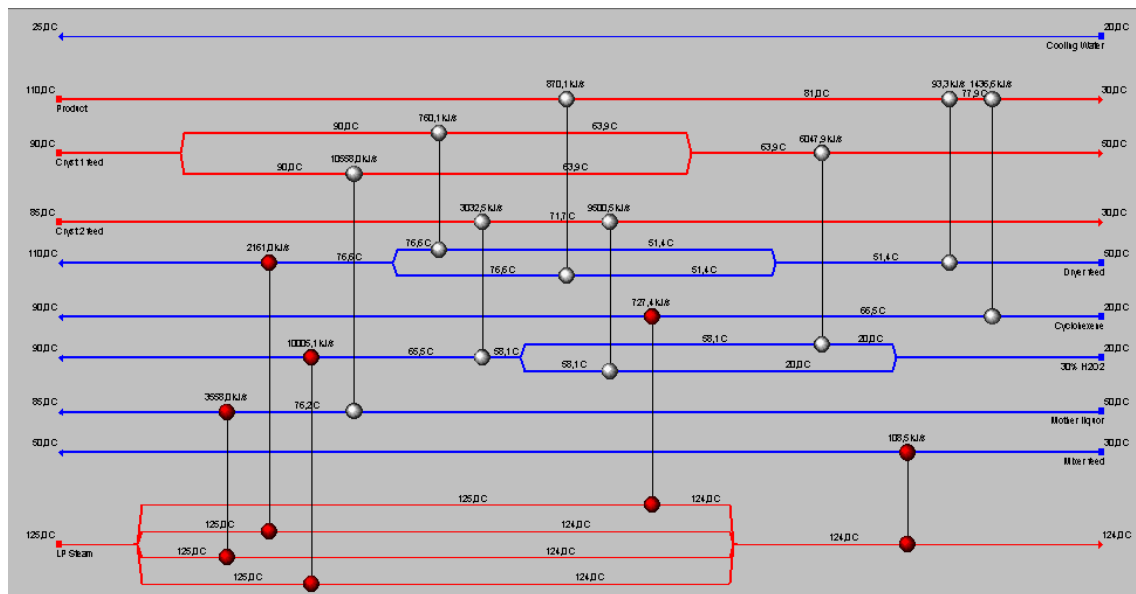 25,0 C 20,0 C
Cooling Water
870,1 kJ/s 93,3 kJ/s 1436,6 kJ/s
110,0 C 81,0 C 77,9 C 30,0 C
Product
760,1 kJ/s
90,0 C 63,9 C
10558,0 kJ/s 6047,9 kJ/s
90,0 C 90,0 C 63,9 C 63,9 C 50,0 C
Cryst 1 feed
3032,5 kJ/s 9500,5 kJ/s
85,0 C 71,7 C 30,0 C
Cryst 2 feed
2161,0 kJ/s 76,6 C 51,4 C
110,0 C 76,6 C 76,6 C 51,4 C 51,4 C 50,0 C
Dryer feed
727,4 kJ/s
90,0 C 66,5 C 20,0 C
Cyclohexene
10005,1 kJ/s 58,1 C 20,0 C
90,0 C 65,5 C 58,1 C 58,1 C 20,0 C 20,0 C
30% H2O2
3558,0 kJ/s
85,0 C 76,2 C 50,0 C
Mother liquor
108,5 kJ/s
50,0 C 30,0 C
Mixer feed
125,0 C 124,0 C
125,0 C 124,0 C
125,0 C 125,0 C 124,0 C 124,0 C 124,0 C
LP Steam
125,0 C 124,0 C